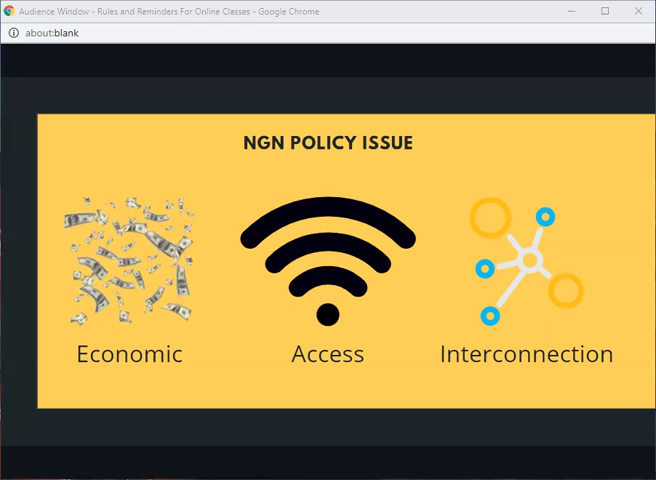 Audience Window - Rules and Reminders For Online Classes - Google Chrome
about:blank
NGN POLICY ISSUE
Economic
Access
Interconnection